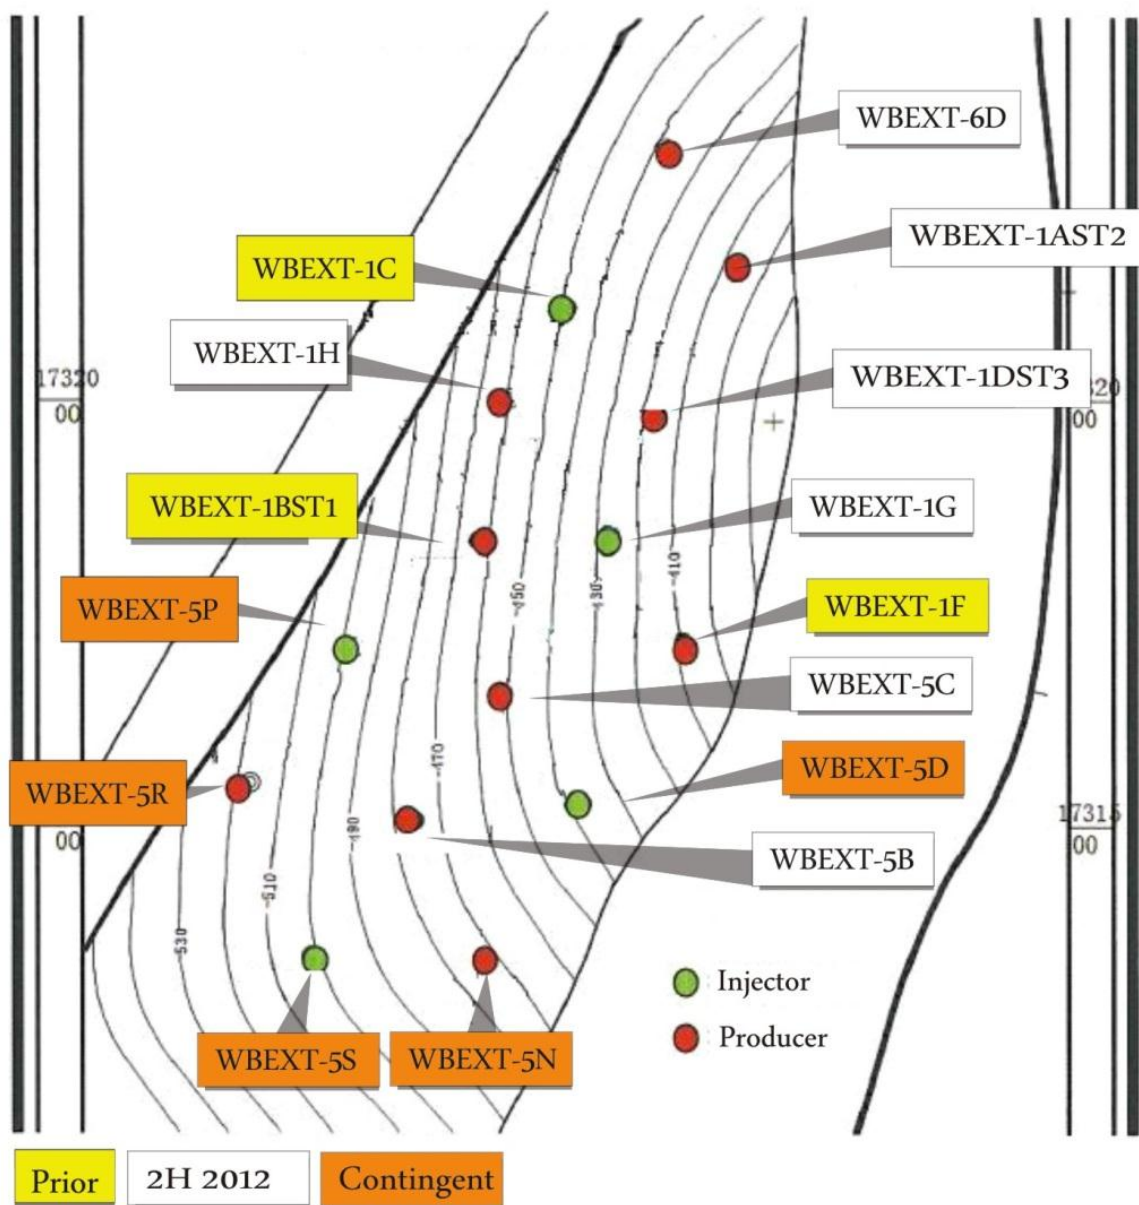 WBEXT-6D
WBEXT-1AST2
WBEXT-1C
WBEXT-1H
WBEXT-1DST3
17320
00
820
00
WBEXT-1BST1
WBEXT-1G
-410
-450
-430
WBEXT-5P
WBEXT-1F
WBEXT-5C
-470
WBEXT-5D
WBEXT-5R
17315
00
00
-490
WBEXT-5B
-510
-530
Injector
Producer
WBEXT-5S
WBEXT-5N
Prior
2H 2012
Contingent